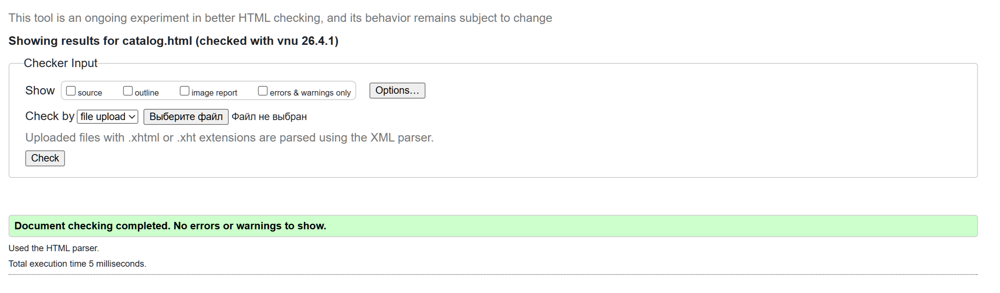 This tool is an ongoing experiment in better HTML checking, and its behavior remains subject to change
Showing results for catalog.html (checked with vnu 26.4.1)
Checker Input
Show source outline image report errors & warnings only Options...
Check by file upload Выберите файл Файл не выбран
Uploaded files with .xhtml or .xht extensions are parsed using the XML parser.
Check
Document checking completed. No errors or warnings to show.
Used the HTML parser.
Total execution time 5 milliseconds.